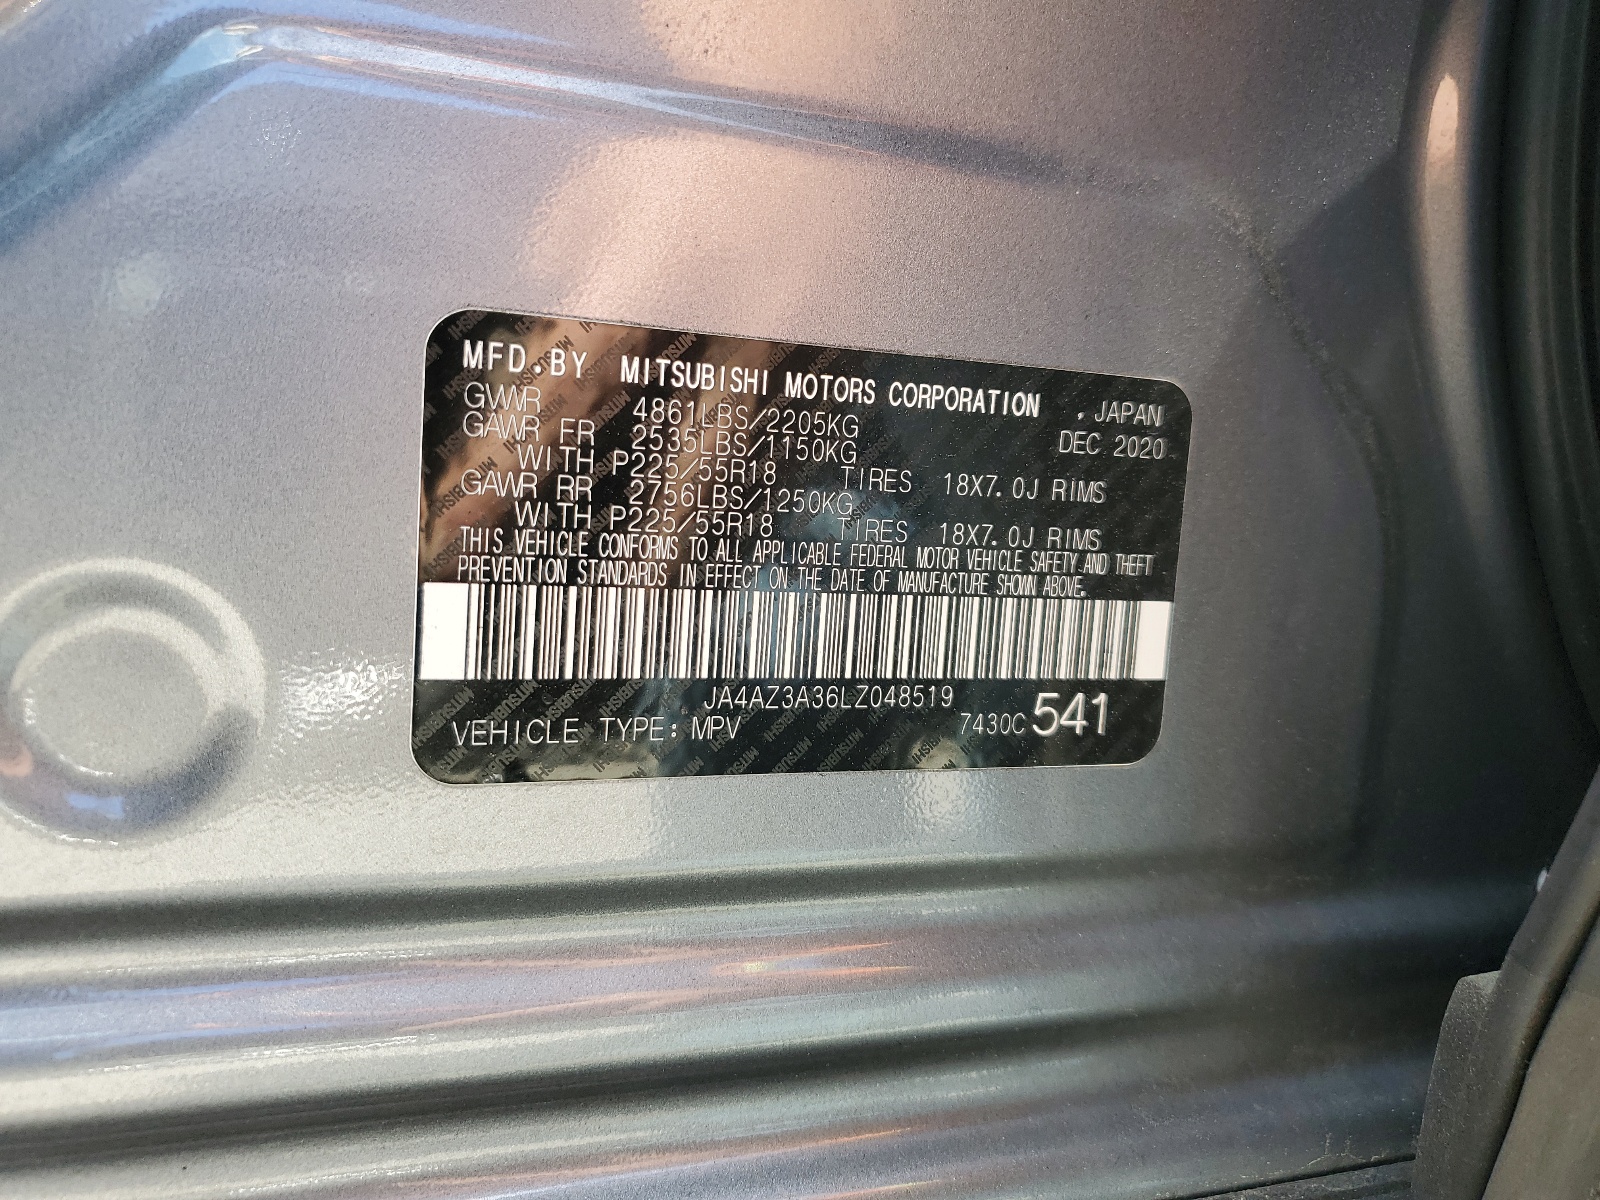 MFD.BY MITSUBISHI MOTORS CORPORATION , JAPAN
GVWR 4861LBS/2205KG DEC 2020
GAWR FR 2535LBS/1150KG
WITH P225/55R18 TIRES 18X7.0J RIMS
GAWR RR 2756LBS/1250KG
WITH P225/55R18 TIRES 18X7.0J RIMS
THIS VEHICLE CONFORMS TO ALL APPLICABLE FEDERAL MOTOR VEHICLE SAFETY AND THEFT
PREVENTION STANDARDS IN EFFECT ON THE DATE OF MANUFACTURE SHOWN ABOVE.
JA4AZ3A36LZ048519
VEHICLE TYPE: MPV 7430C 541